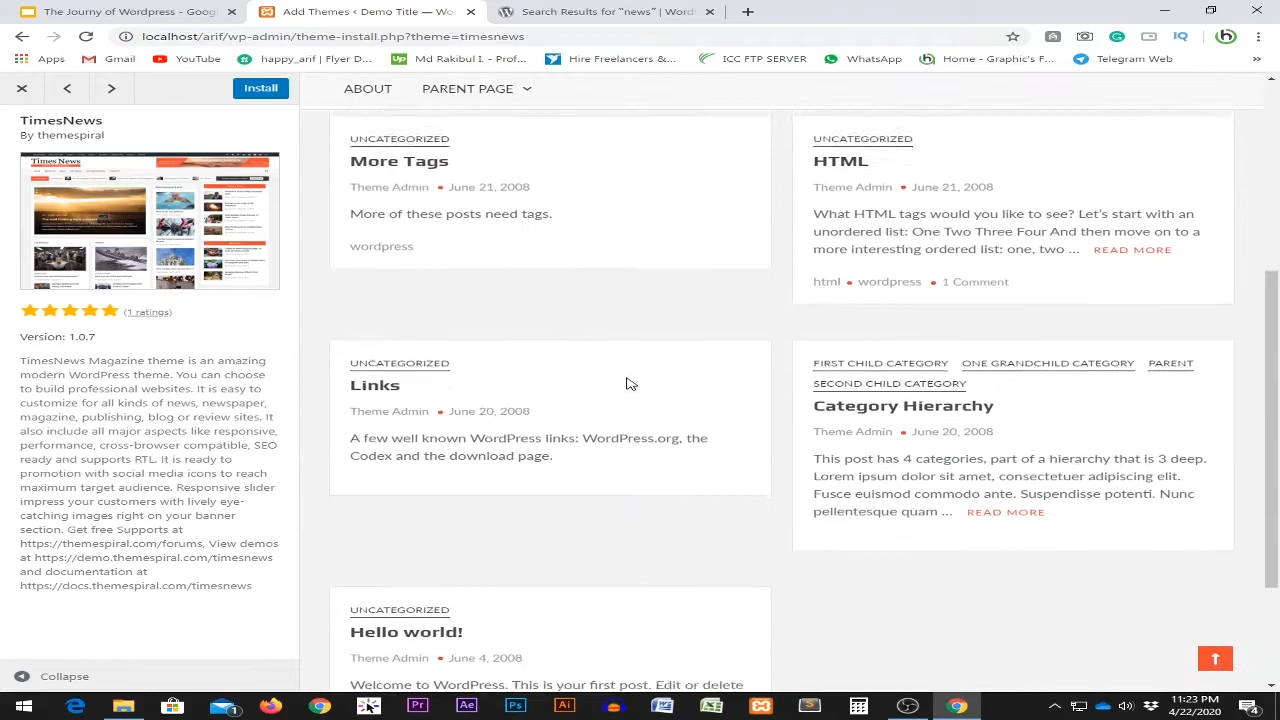 03 WordPress - Googl
Add Themes < Demo Title — Wo
Search Results for "news" | Word
localhost/arif/wp-admin/theme-install.php?theme=timesnews
Apps
Gmail
YouTube
happy_arif | Flyer D...
Md Rakibul I. - Prof...
Hire Freelancers &...
ICC FTP SERVER
WhatsApp
Home - Graphic's F...
Telegram Web
»
Install
ABOUT
PARENT PAGE
TimesNews
By themespiral
Times News
(1 ratings)
Version: 1.0.7
TimesNews Magazine theme is an amazing
modern WordPress theme. You can choose
to build professional websites. It is easy to
customize for all kinds of news, newspaper,
magazine, publishing, blog or review sites. It
also include all major aspects like responsive,
performance, cross-browser compatible, SEO
ready and supports RTL. It is ready to
promotion with social media icons to reach
maximum target audience. Responsive slider
impress your customers with lively eye-
catching images right on your banner
section. Get free Supports at
https://themespiral.com/forums, View demos
at https://demo.themespiral.com/timesnews
and documentation at
https://docs.themespiral.com/timesnews
Collapse
UNCATEGORIZED
More Tags
Theme Admin • June 21, 2008
More
wordpress
UNCATEGORIZED
HTML
Theme Admin • 2008
What HTML tags would you like to see? Let's start with an
unordered list: One Two Three Four And then move on to a
more interesting ordered list: one, two ... MORE
html • wordpress • 1 Comment
UNCATEGORIZED
Links
Theme Admin • June 20, 2008
A few well known WordPress links: WordPress.org, the
Codex and the download page.
FIRST CHILD CATEGORY ONE GRANDCHILD CATEGORY PARENT
SECOND CHILD CATEGORY
Category Hierarchy
Theme Admin • June 20, 2008
This post has 4 categories, part of a hierarchy that is 3 deep.
Lorem ipsum dolor sit amet, consectetuer adipiscing elit.
Fusce euismod commodo ante. Suspendisse potenti. Nunc
pellentesque quam ... READ MORE
UNCATEGORIZED
Hello world!
Theme Admin • June 4, 2008
Welcome to WordPress. This is your first post. Edit or delete
11:23 PM
4/22/2020